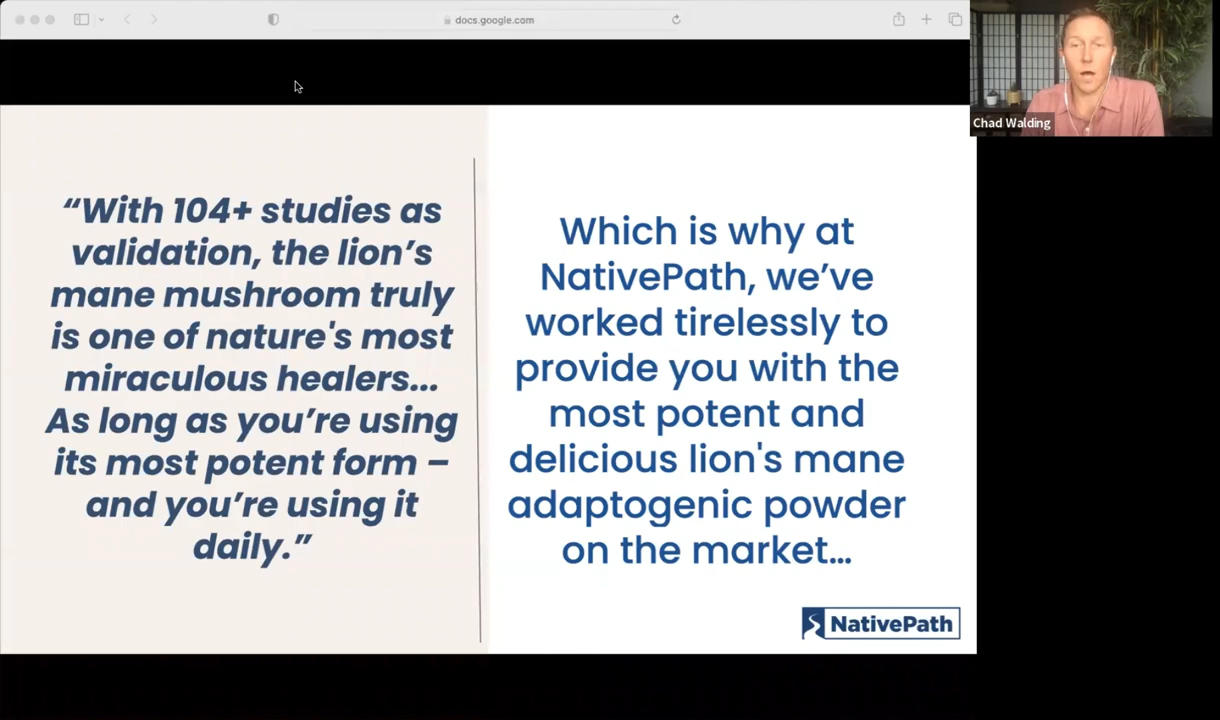 docs.google.com
Chad Walding
“With 104+ studies as
validation, the lion’s
mane mushroom truly
is one of nature's most
miraculous healers...
As long as you’re using
its most potent form –
and you’re using it
daily.”
Which is why at
NativePath, we’ve
worked tirelessly to
provide you with the
most potent and
delicious lion's mane
adaptogenic powder
on the market...
NativePath